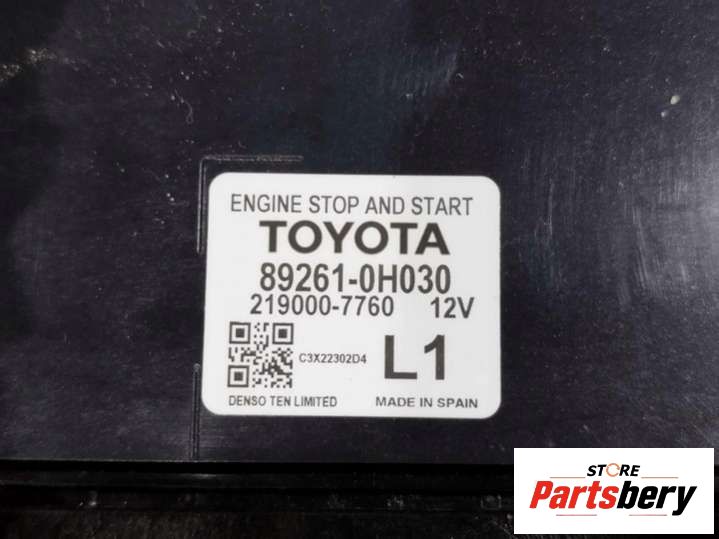 ENGINE STOP AND START
TOYOTA
89261-0H030
219000-7760 12V
C3X22302D4 L1
DENSO TEN LIMITED MADE IN SPAIN
STORE
Partsbery